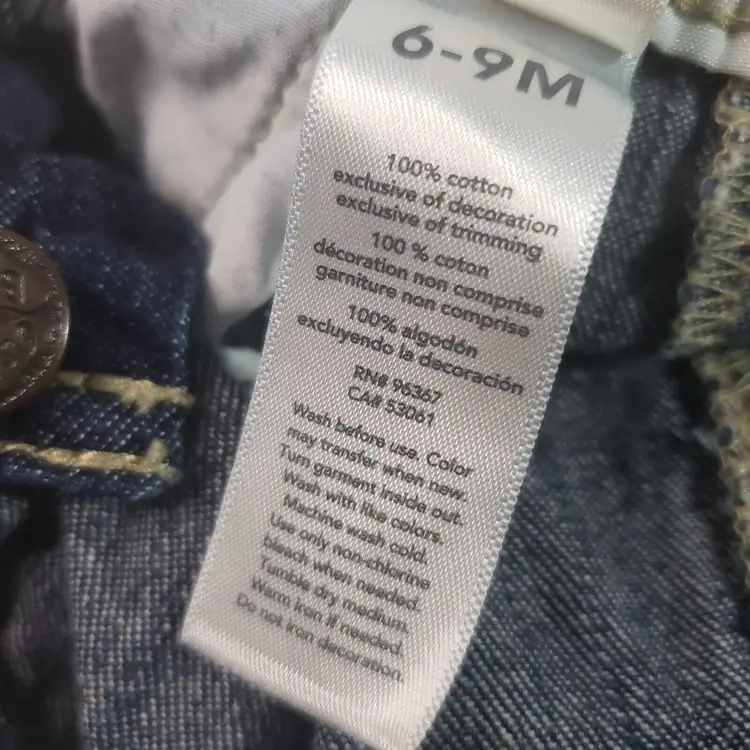 6-9M
100% cotton
exclusive of decoration
exclusive of trimming
100 % coton
décoration non comprise
garniture non comprise
100% algodón
excluyendo la decoración
RN# 96367
CA# 53061
Wash before use. Color
may transfer when new.
Turn garment inside out.
Wash with like colors.
Machine wash cold.
Use only non-chlorine
bleach when needed.
Tumble dry medium.
Warm iron if needed.
Do not iron decoration.